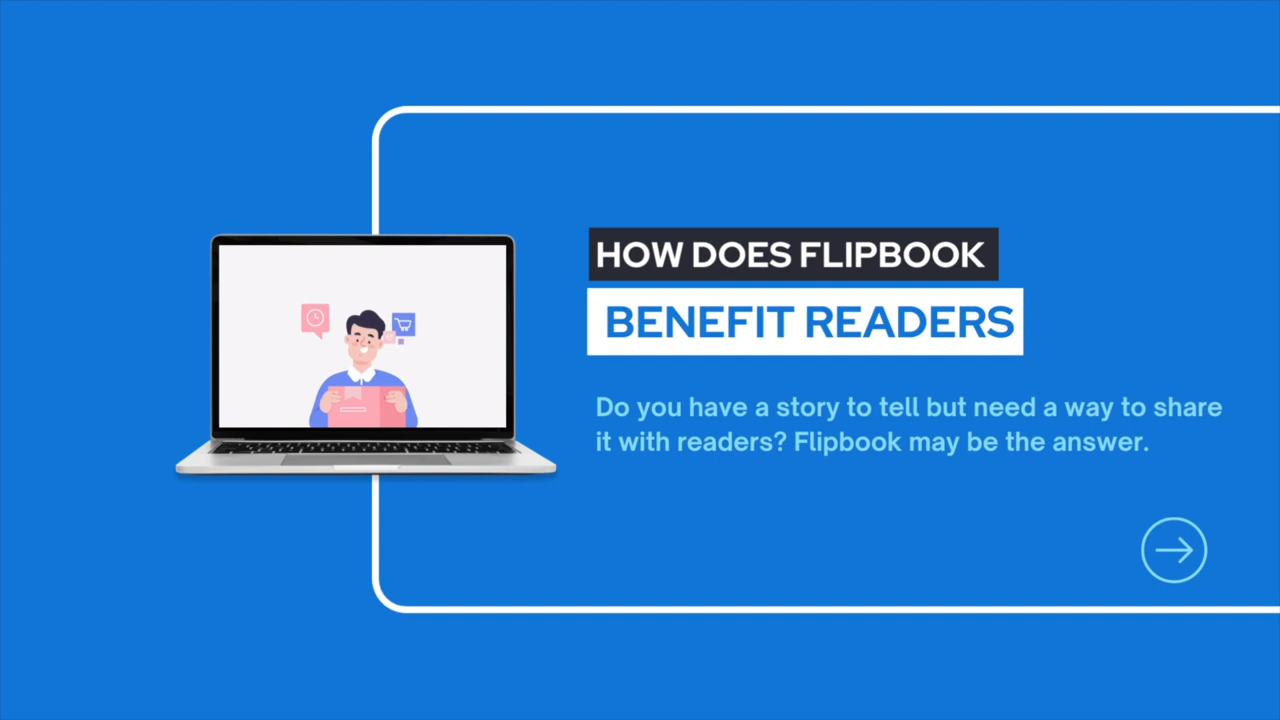 HOW DOES FLIPBOOK
BENEFIT READERS
Do you have a story to tell but need a way to share
it with readers? Flipbook may be the answer.